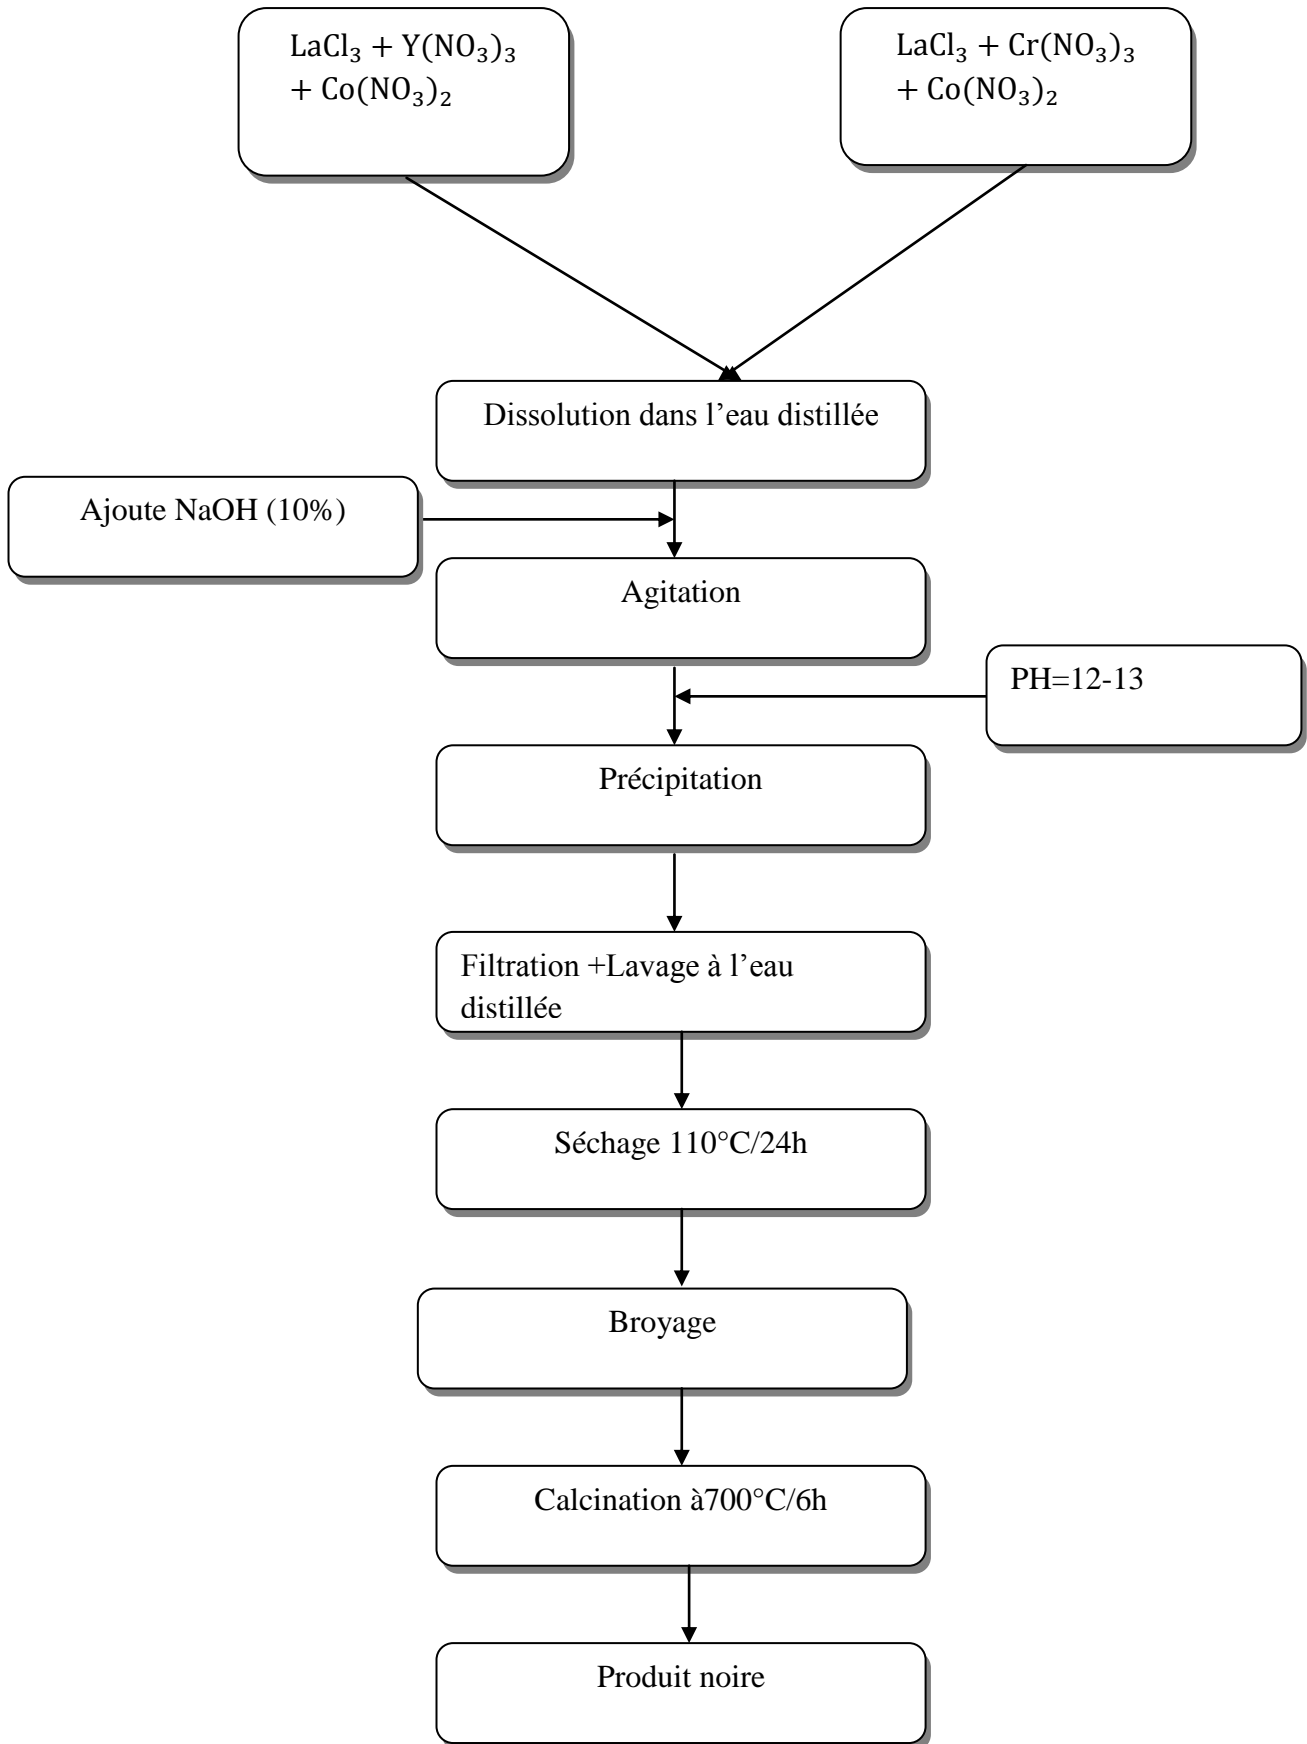 LaCl₃ + Y(NO₃)₃
+ Co(NO₃)₂
LaCl₃ + Cr(NO₃)₃
+ Co(NO₃)₂
Dissolution dans l’eau distillée
Ajoute NaOH (10%)
Agitation
PH=12-13
Précipitation
Filtration +Lavage à l’eau
distillée
Séchage 110°C/24h
Broyage
Calcination à700°C/6h
Produit noire